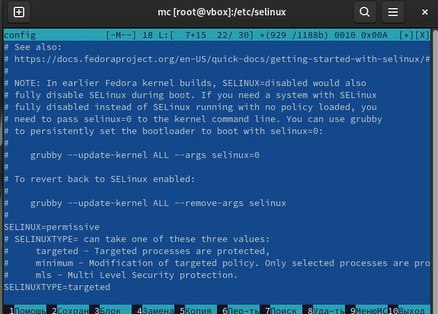 mc [root@vbox]:/etc/selinux
config [-M--] 18 L:[ 7+15 22/ 30] *(929 /1188b) 0010 0x00A [*][X]
# See also:
# https://docs.fedoraproject.org/en-US/quick-docs/getting-started-with-selinux/#
#
# NOTE: In earlier Fedora kernel builds, SELINUX=disabled would also
# fully disable SELinux during boot. If you need a system with SELinux
# fully disabled instead of SELinux running with no policy loaded, you
# need to pass selinux=0 to the kernel command line. You can use grubby
# to persistently set the bootloader to boot with selinux=0:
#
# grubby --update-kernel ALL --args selinux=0
#
# To revert back to SELinux enabled:
#
# grubby --update-kernel ALL --remove-args selinux
#
SELINUX=permissive
# SELINUXTYPE= can take one of these three values:
# targeted - Targeted processes are protected,
# minimum - Modification of targeted policy. Only selected processes are pro
# mls - Multi Level Security protection.
SELINUXTYPE=targeted
1Помощь 2Сохран 3Блок 4Замена 5Копия 6Пер-ть 7Поиск 8Уда-ть 9МенюMC 10Выход